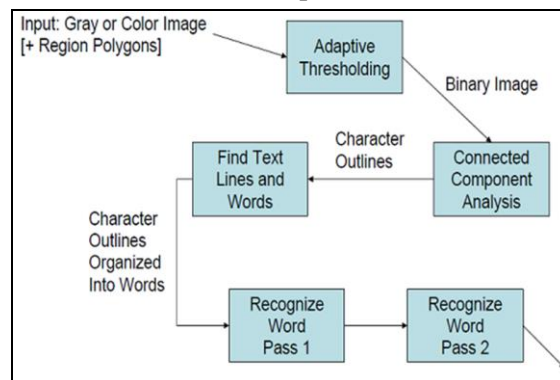 Input: Gray or Color Image
[+ Region Polygons]
Adaptive
Thresholding
Binary Image
Character
Outlines
Find Text
Lines and
Words
Connected
Component
Analysis
Character
Outlines
Organized
Into Words
Recognize
Word
Pass 1
Recognize
Word
Pass 2